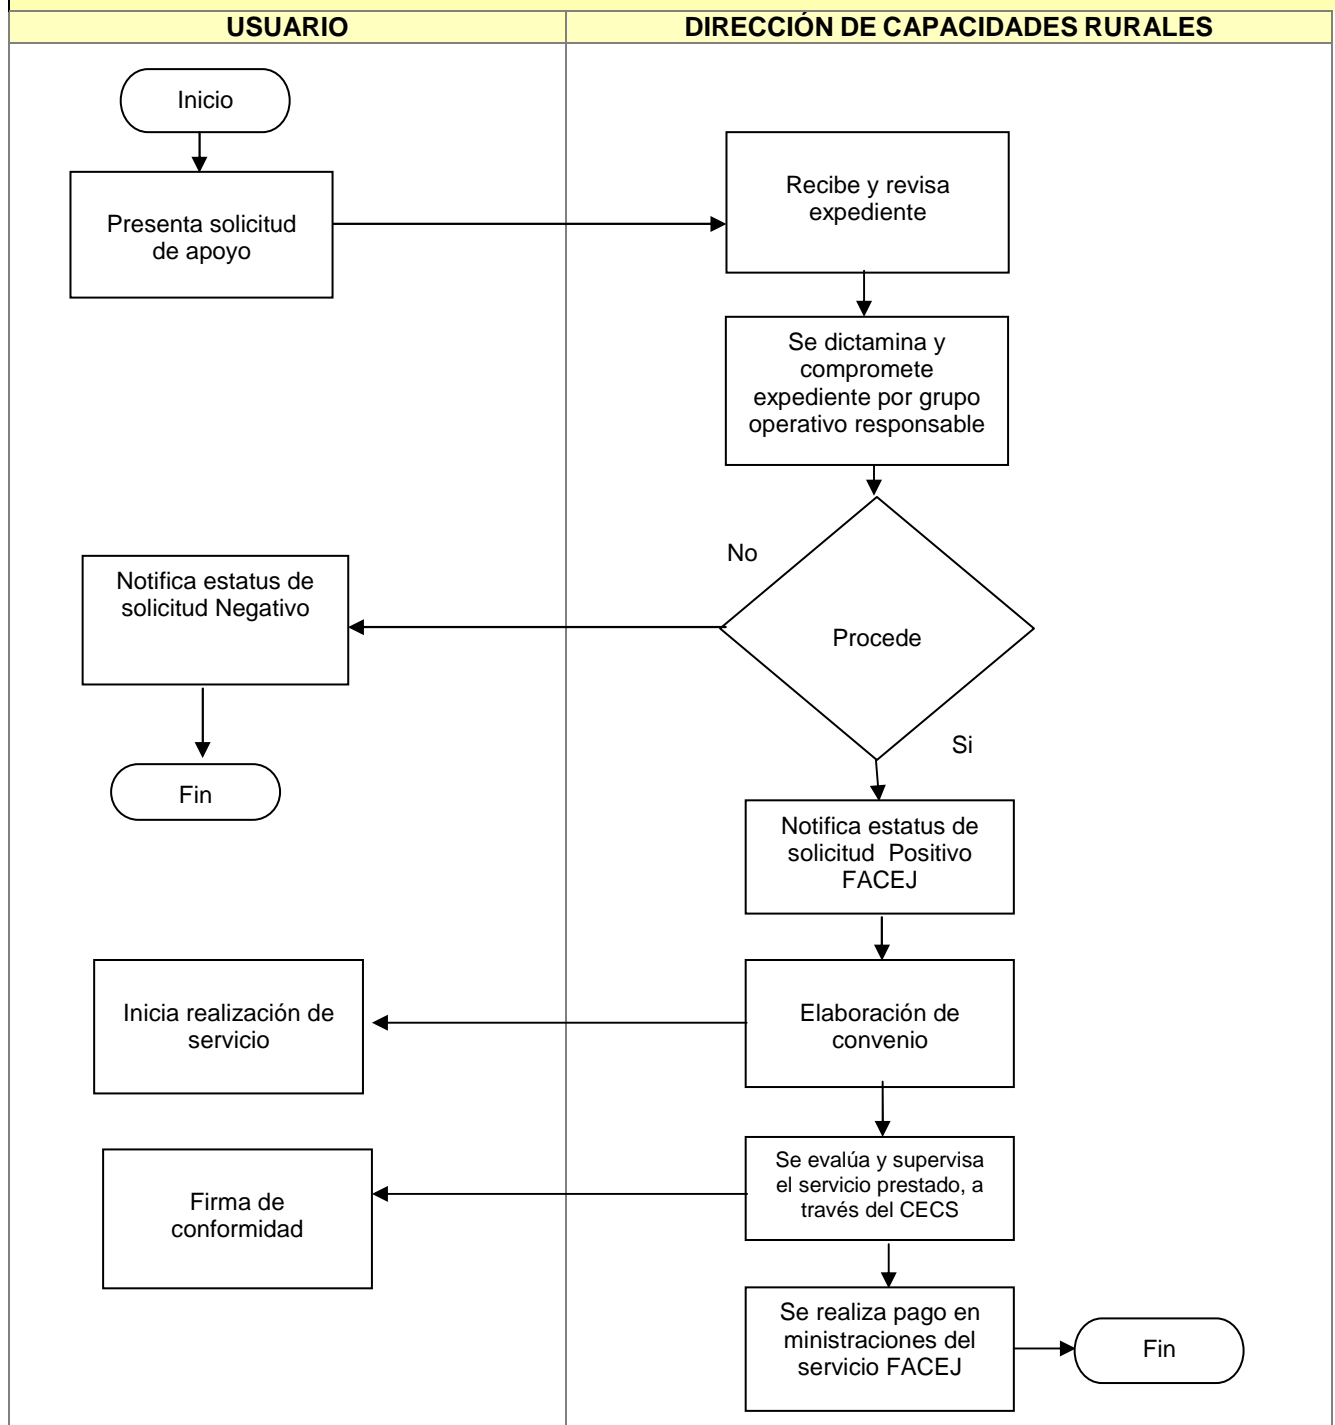 USUARIO
DIRECCIÓN DE CAPACIDADES RURALES
Inicio
Presenta solicitud
de apoyo
Recibe y revisa
expediente
Se dictamina y
compromete
expediente por grupo
operativo responsable
No
Procede
Notifica estatus de
solicitud Negativo
Si
Fin
Notifica estatus de
solicitud  Positivo
FACEJ
Elaboración de
convenio
Inicia realización de
servicio
Se evalúa y supervisa
el servicio prestado, a
través del CECS
Firma de
conformidad
Se realiza pago en
ministraciones del
servicio FACEJ
Fin